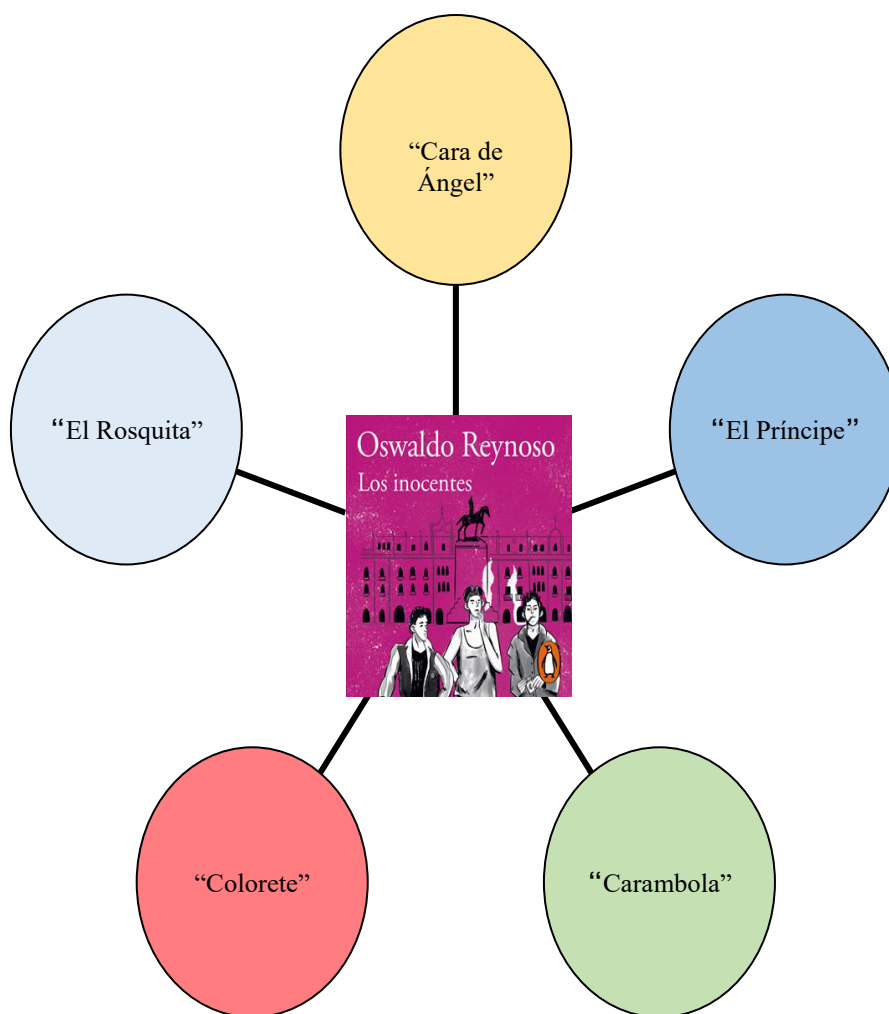 “Cara de
Ángel”
“El Rosquita”
“El Príncipe”
Oswaldo Reynoso
Los inocentes
“Colorete”
“Carambola”